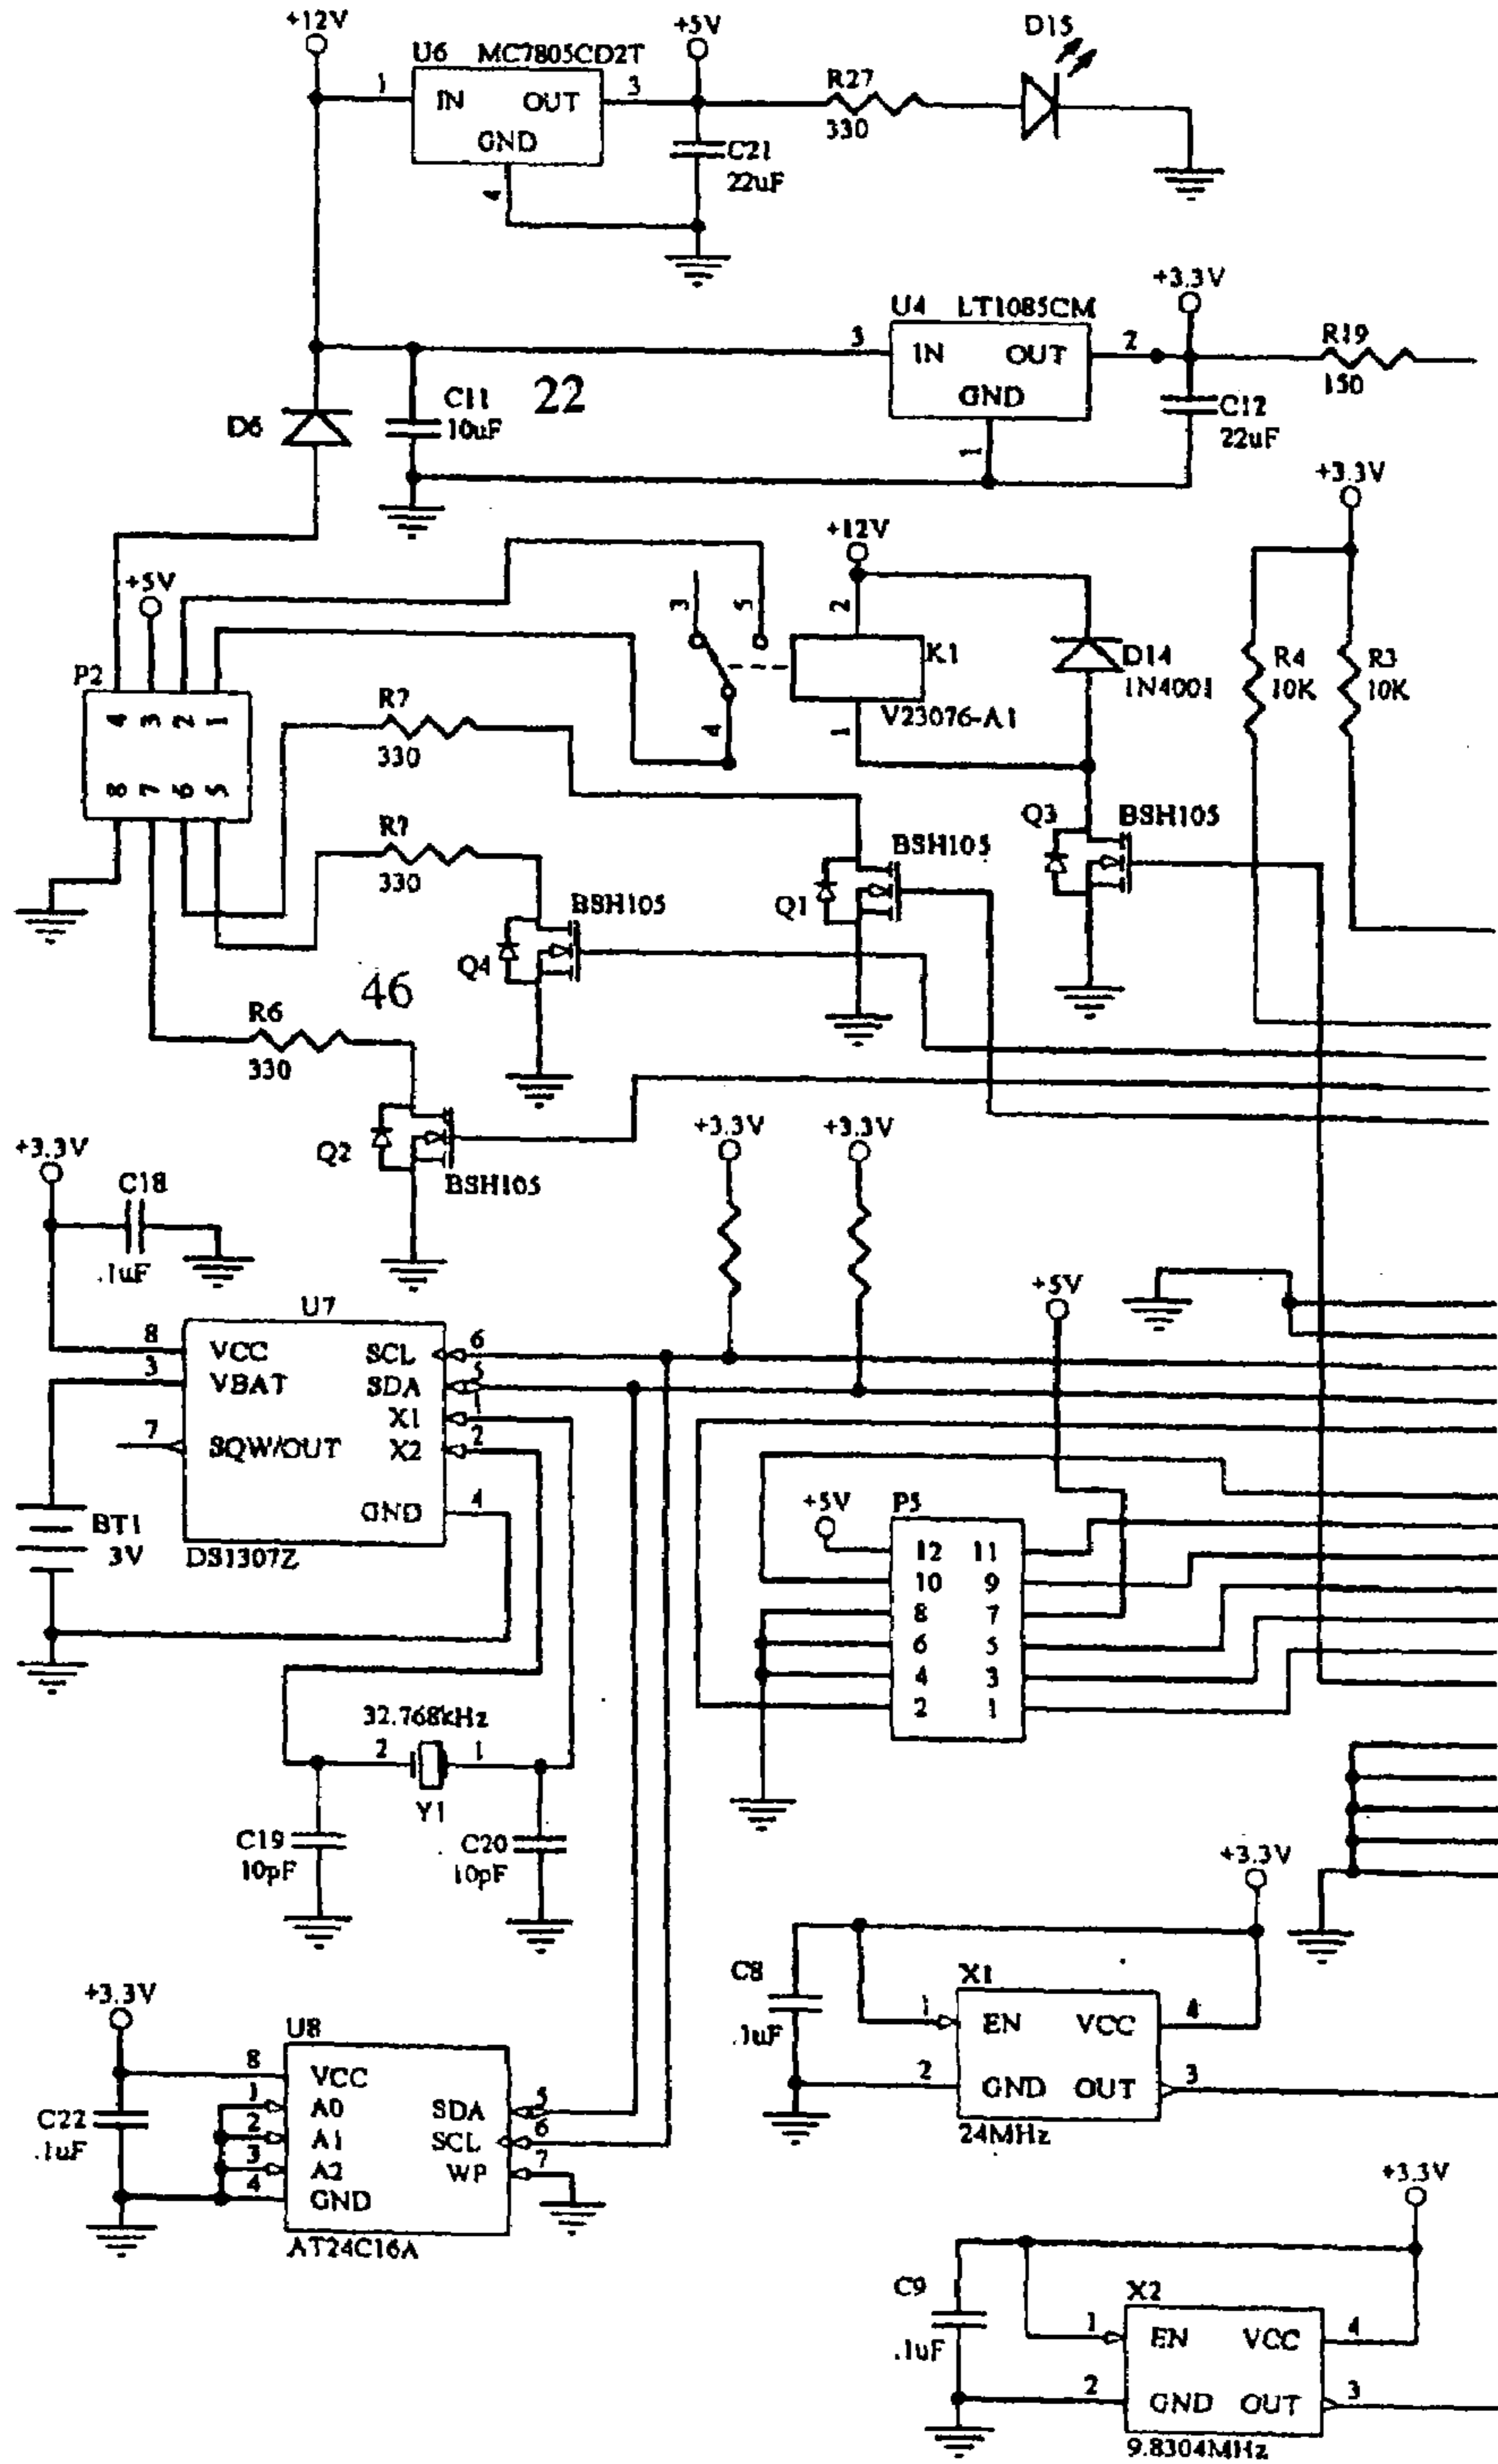 +12V
+5V
D15
U6 MC7805CD2T
1 IN OUT 3
GND
4
R27
330
C21
22uF
+3.3V
U4 LT1085CM
3 IN OUT 2
GND
1
R19
150
C12
22uF
D6
C11
10uF
22
+3.3V
+12V
+5V
3
5
2
K1
D14
1N4001
R4
10K
R3
10K
P2
4 3 2 1
8 7 6 5
R7
330
4
1
V23076-A1
R7
330
Q3
BSH105
BSH105
Q1
BSH105
Q4
46
R6
330
Q2
BSH105
+3.3V
+3.3V
+3.3V
C18
.1uF
+5V
U7
8 VCC SCL 6
3 VBAT SDA 5
X1 1
7 SQW/OUT X2 2
GND 4
DS1307Z
BT1
3V
+5V
P5
12 11
10 9
8 7
6 5
4 3
2 1
32.768kHz
2 1
Y1
C19
10pF
C20
10pF
+3.3V
C8
.1uF
X1
1 EN VCC 4
2 GND OUT 3
24MHz
+3.3V
U8
8 VCC
1 A0 SDA 5
2 A1 SCL 6
3 A2 WP 7
4 GND
AT24C16A
C22
.1uF
+3.3V
C9
.1uF
X2
1 EN VCC 4
2 GND OUT 3
9.8304MHz